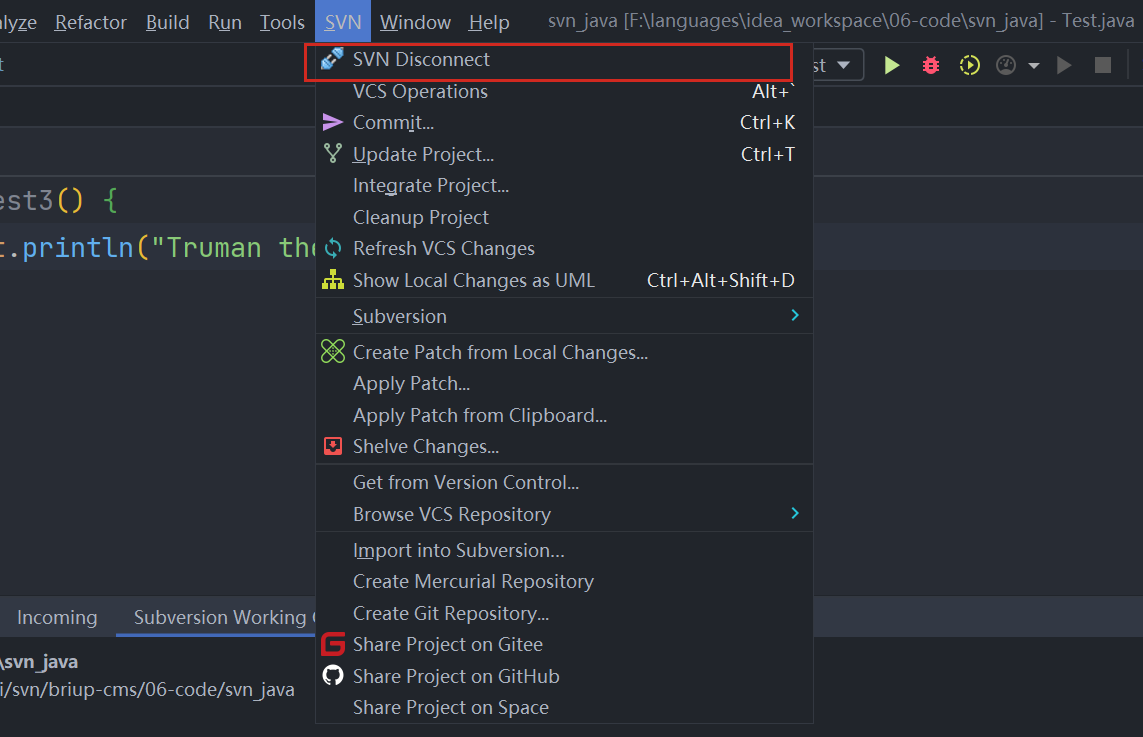 lyze Refactor Build Run Tools SVN Window Help svn_java [F:\languages\idea_workspace\06-code\svn_java] - Test.java
SVN Disconnect
st
VCS Operations Alt+`
Commit... Ctrl+K
Update Project... Ctrl+T
Integrate Project...
est3() {
Cleanup Project
t.println("Truman the
Refresh VCS Changes
Show Local Changes as UML Ctrl+Alt+Shift+D
Subversion
Create Patch from Local Changes...
Apply Patch...
Apply Patch from Clipboard...
Shelve Changes...
Get from Version Control...
Browse VCS Repository
Import into Subversion...
Create Mercurial Repository
Create Git Repository...
Incoming Subversion Working
Share Project on Gitee
\svn_java
Share Project on GitHub
i/svn/briup-cms/06-code/svn_java
Share Project on Space